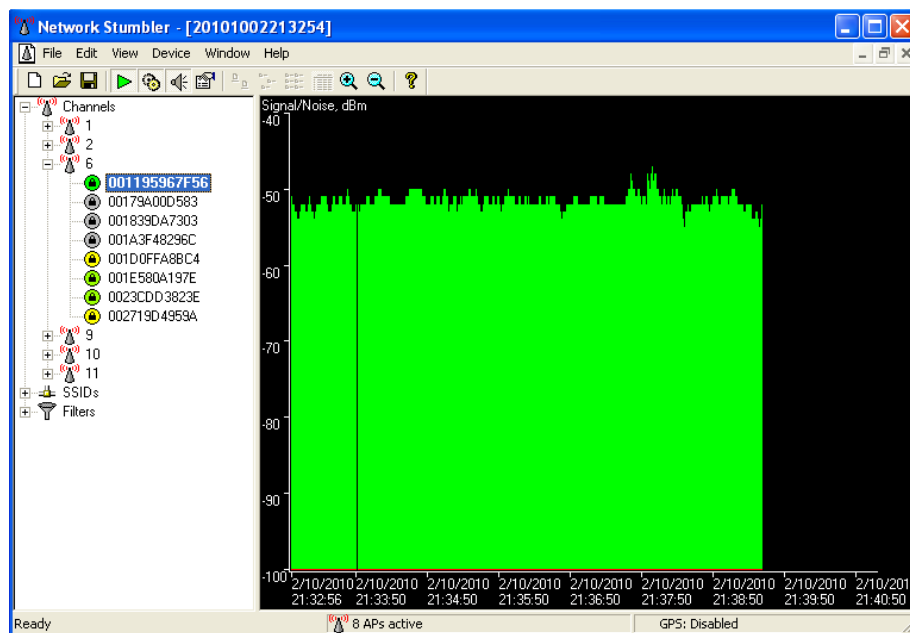 Network Stumbler - [20101002213254]
File Edit View Device Window Help
Channels
1
2
6
001195967F56
00179A00D583
001839DA7303
001A3F48296C
001D0FFA8BC4
001E580A197E
0023CDD3823E
002719D4959A
9
10
11
SSIDs
Filters
Signal/Noise, dBm
-40
-50
-60
-70
-80
-90
-100
2/10/2010 2/10/2010 2/10/2010 2/10/2010 2/10/2010 2/10/2010 2/10/2010 2/10/2010 2/10/201
21:32:56 21:33:50 21:34:50 21:35:50 21:36:50 21:37:50 21:38:50 21:39:50 21:40:50
Ready
8 APs active
GPS: Disabled